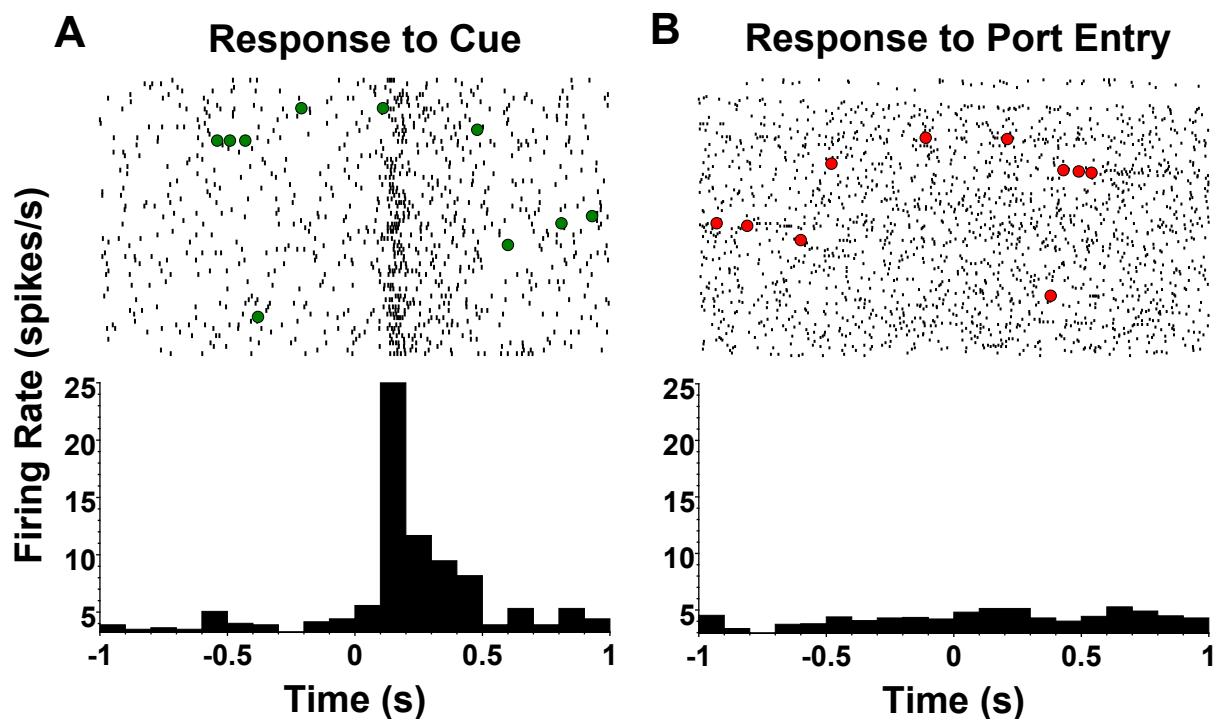 A
Response to Cue
B
Response to Port Entry
Firing Rate (spikes/s)
25
20
15
10
5
-1
-0.5
0
0.5
1
Time (s)
25
20
15
10
5
-1
-0.5
0
0.5
1
Time (s)